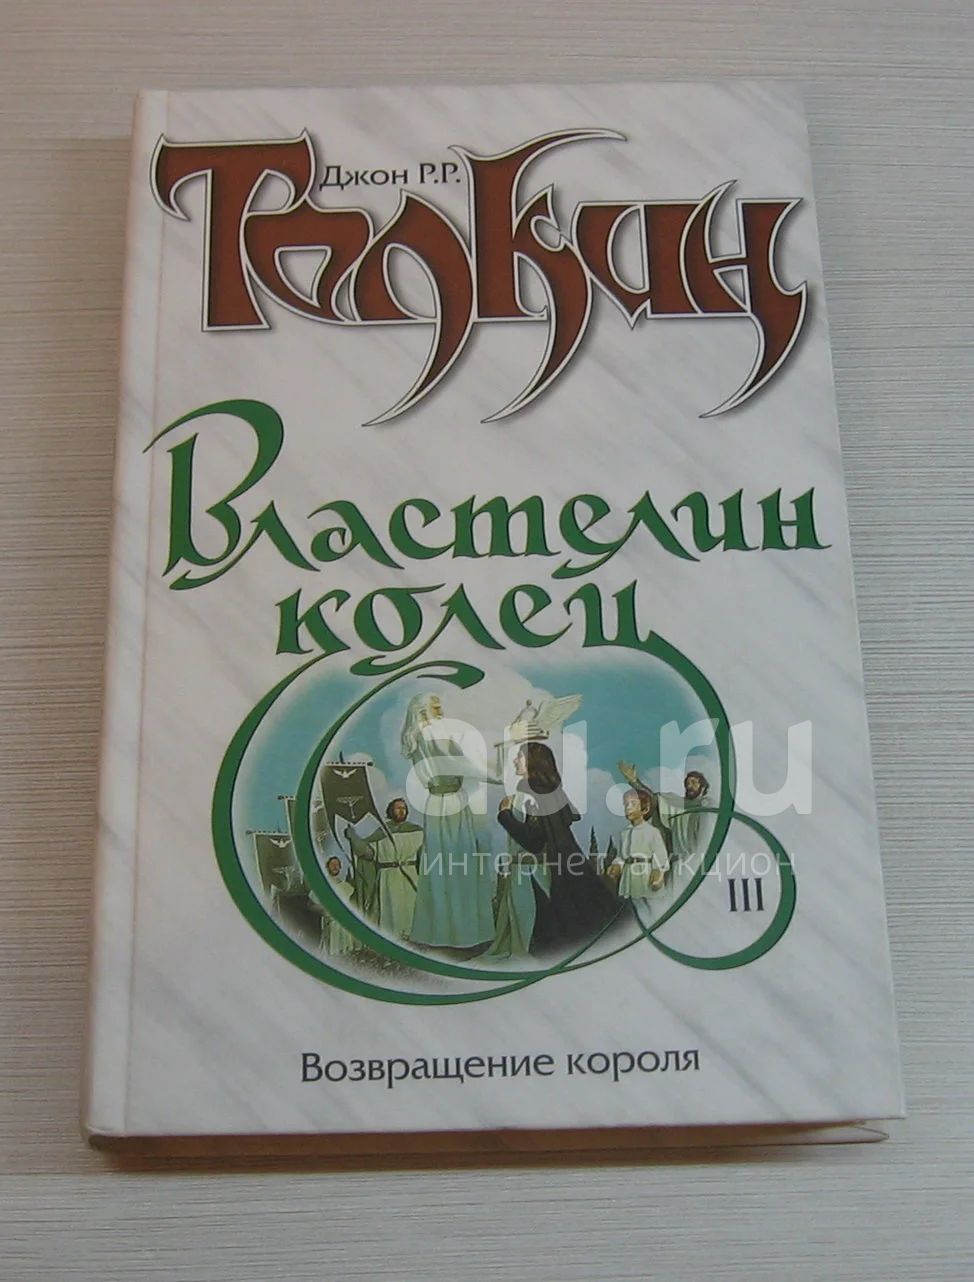 Джон Р.Р.
Толкин
Властелин
колец
au.ru
интернет-аукцион
III
Возвращение короля